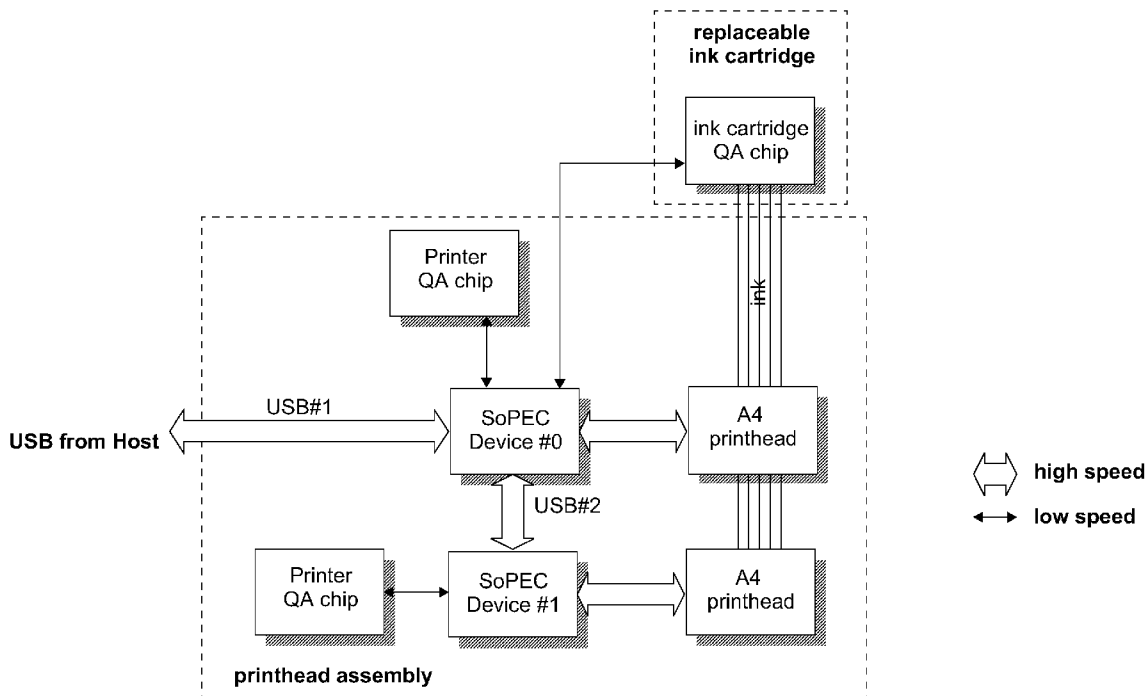 replaceable
ink cartridge
ink cartridge
QA chip
Printer
QA chip
ink
USB#1
SoPEC
Device #0
A4
printhead
USB from Host
high speed
USB#2
low speed
Printer
QA chip
SoPEC
Device #1
A4
printhead
printhead assembly